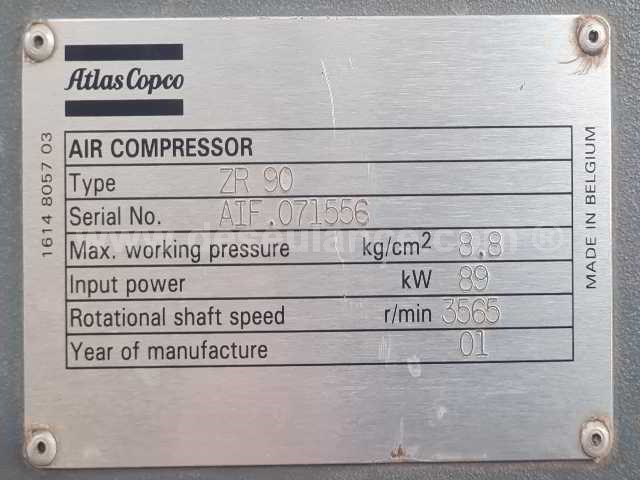 Atlas Copco
AIR COMPRESSOR
Type ZR 90
Serial No. AIF.071556
Max. working pressure kg/cm² 8.8
Input power kW 89
Rotational shaft speed r/min 3565
Year of manufacture 01
1614 8057 03
MADE IN BELGIUM